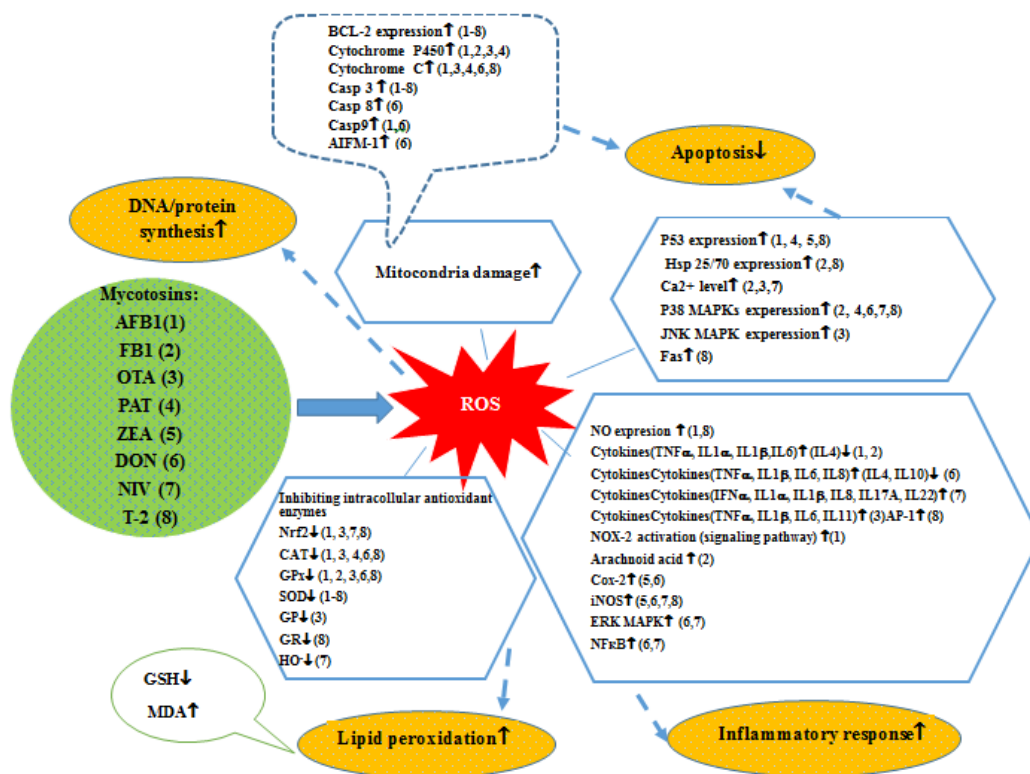 BCL-2 expression↑ (1-8)
Cytochrome P450↑ (1,2,3,4)
Cytochrome C↑ (1,3,4,6,8)
Casp 3↑ (1-8)
Casp 8↑ (6)
Casp9↑ (1,6)
AIFM-1↑ (6)
Apoptosis↓
DNA/protein
synthesis↑
Mitocondria damage↑
P53 expression↑ (1, 4, 5,8)
Hsp 25/70 expression↑ (2,8)
Ca2+ level↑ (2,3,7)
P38 MAPKs experession↑ (2, 4,6,7,8)
JNK MAPK experession↑ (3)
Fas↑ (8)
Mycotosins:
AFB1(1)
FB1 (2)
OTA (3)
PAT (4)
ZEA (5)
DON (6)
NIV (7)
T-2 (8)
ROS
NO expresion ↑ (1,8)
Cytokines(TNFα, IL1α, IL1β,IL6)↑ (IL4)↓ (1, 2)
CytokinesCytokines(TNFα, IL1β, IL6, IL8)↑ (IL4, IL10)↓ (6)
CytokinesCytokines(IFNα, IL1α, IL1β, IL8, IL17A, IL22)↑ (7)
CytokinesCytokines(TNFα, IL1β, IL6, IL11)↑ (3)AP-1↑ (8)
NOX-2 activation (signaling pathway) ↑(1)
Arachnoid acid↑ (2)
Cox-2↑ (5,6)
iNOS↑ (5,6,7,8)
ERK MAPK↑ (6,7)
NFκB↑ (6,7)
Inhibiting intracollular antioxidant
enzymes
Nrf2↓ (1, 3,7,8)
CAT↓ (1, 3, 4,6,8)
GPx↓ (1, 2, 3,6,8)
SOD↓ (1-8)
GP↓ (3)
GR↓ (8)
HO-↓ (7)
GSH↓
MDA↑
Lipid peroxidation↑
Inflammatory response↑